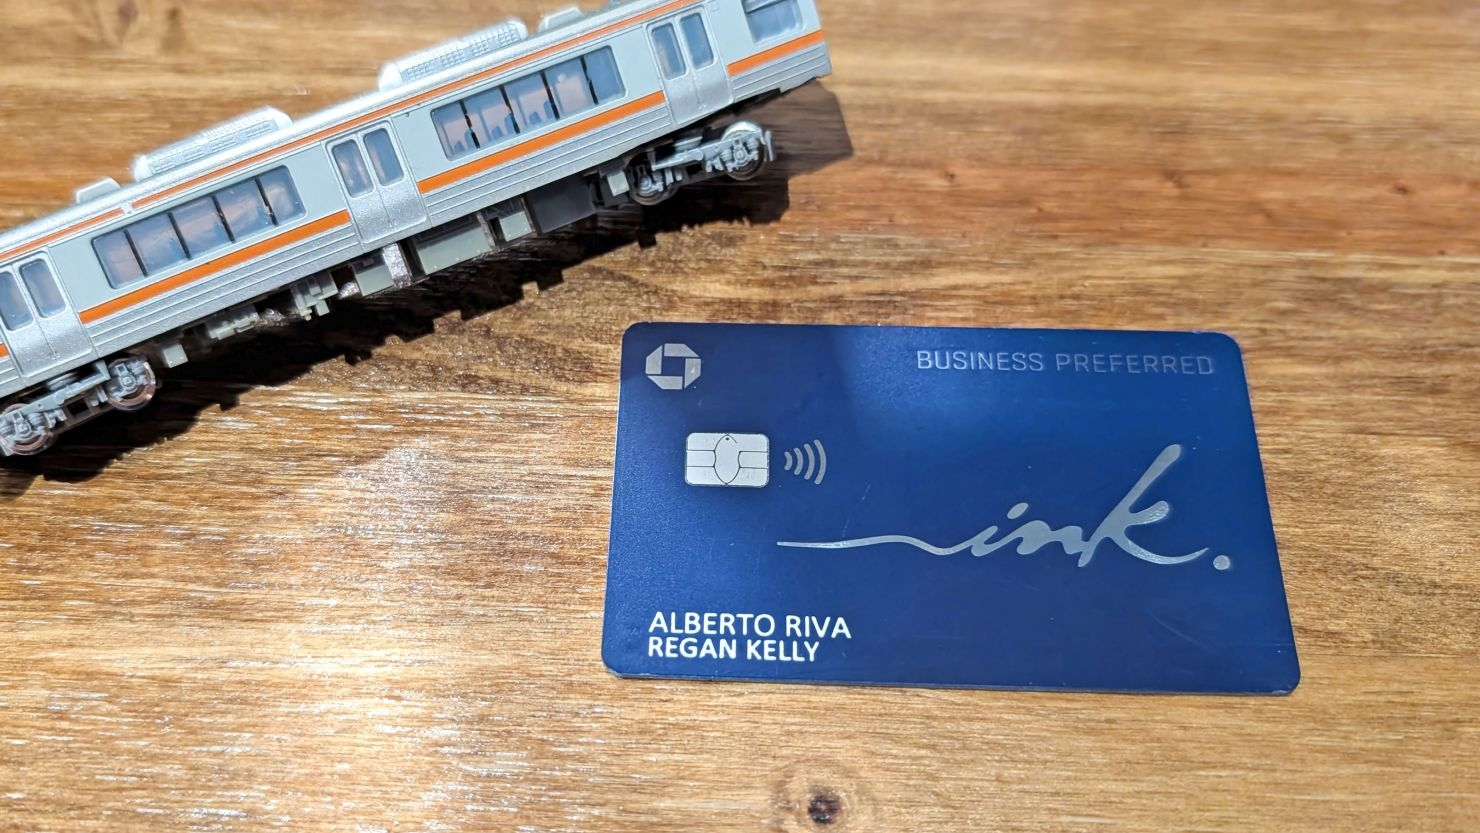 BUSINESS PREFERRED
ink.
ALBERTO RIVA
REGAN KELLY